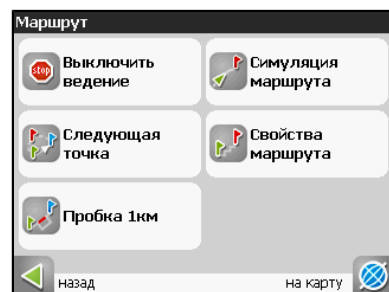 Маршрут
stop
Выключить
ведение
Симуляция
маршрута
Следующая
точка
Свойства
маршрута
Пробка 1км
назад
на карту